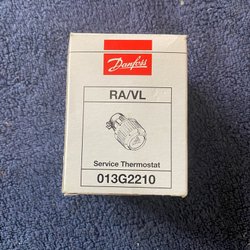 Danfoss
RA/VL
Service Thermostat
013G2210